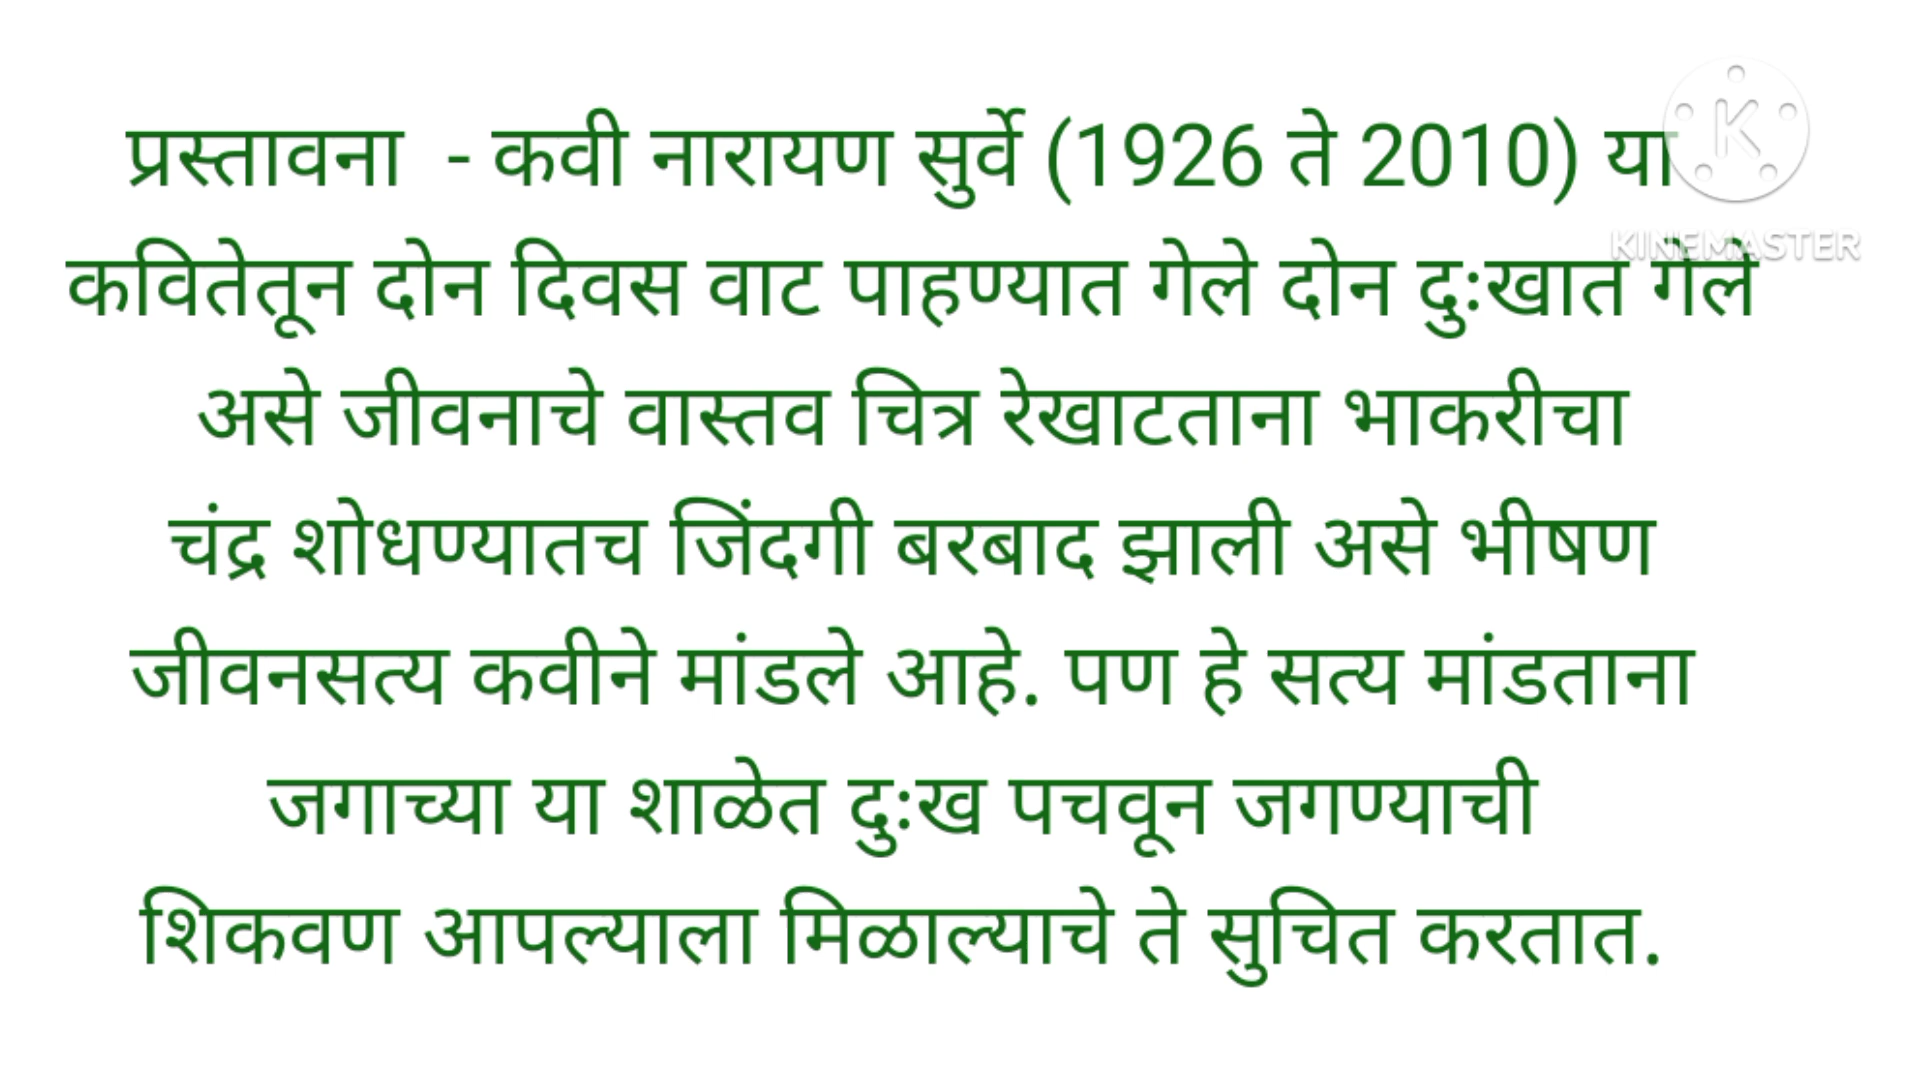 प्रस्तावना - कवी नारायण सुर्वे (1926 ते 2010) या
KINEMASTER
कवितेतून दोन दिवस वाट पाहण्यात गेले दोन दुःखात गेले
असे जीवनाचे वास्तव चित्र रेखाटताना भाकरीचा
चंद्र शोधण्यातच जिंदगी बरबाद झाली असे भीषण
जीवनसत्य कवीने मांडले आहे. पण हे सत्य मांडताना
जगाच्या या शाळेत दुःख पचवून जगण्याची
शिकवण आपल्याला मिळाल्याचे ते सुचित करतात.